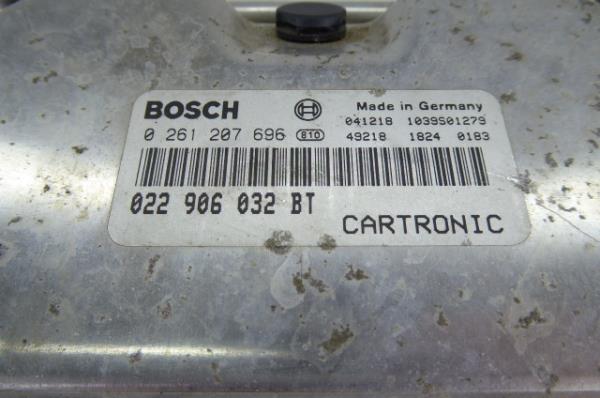 BOSCH Made in Germany
041218 1039S01279
0 261 207 696 810 49218 1824 0183
022 906 032 BT
CARTRONIC